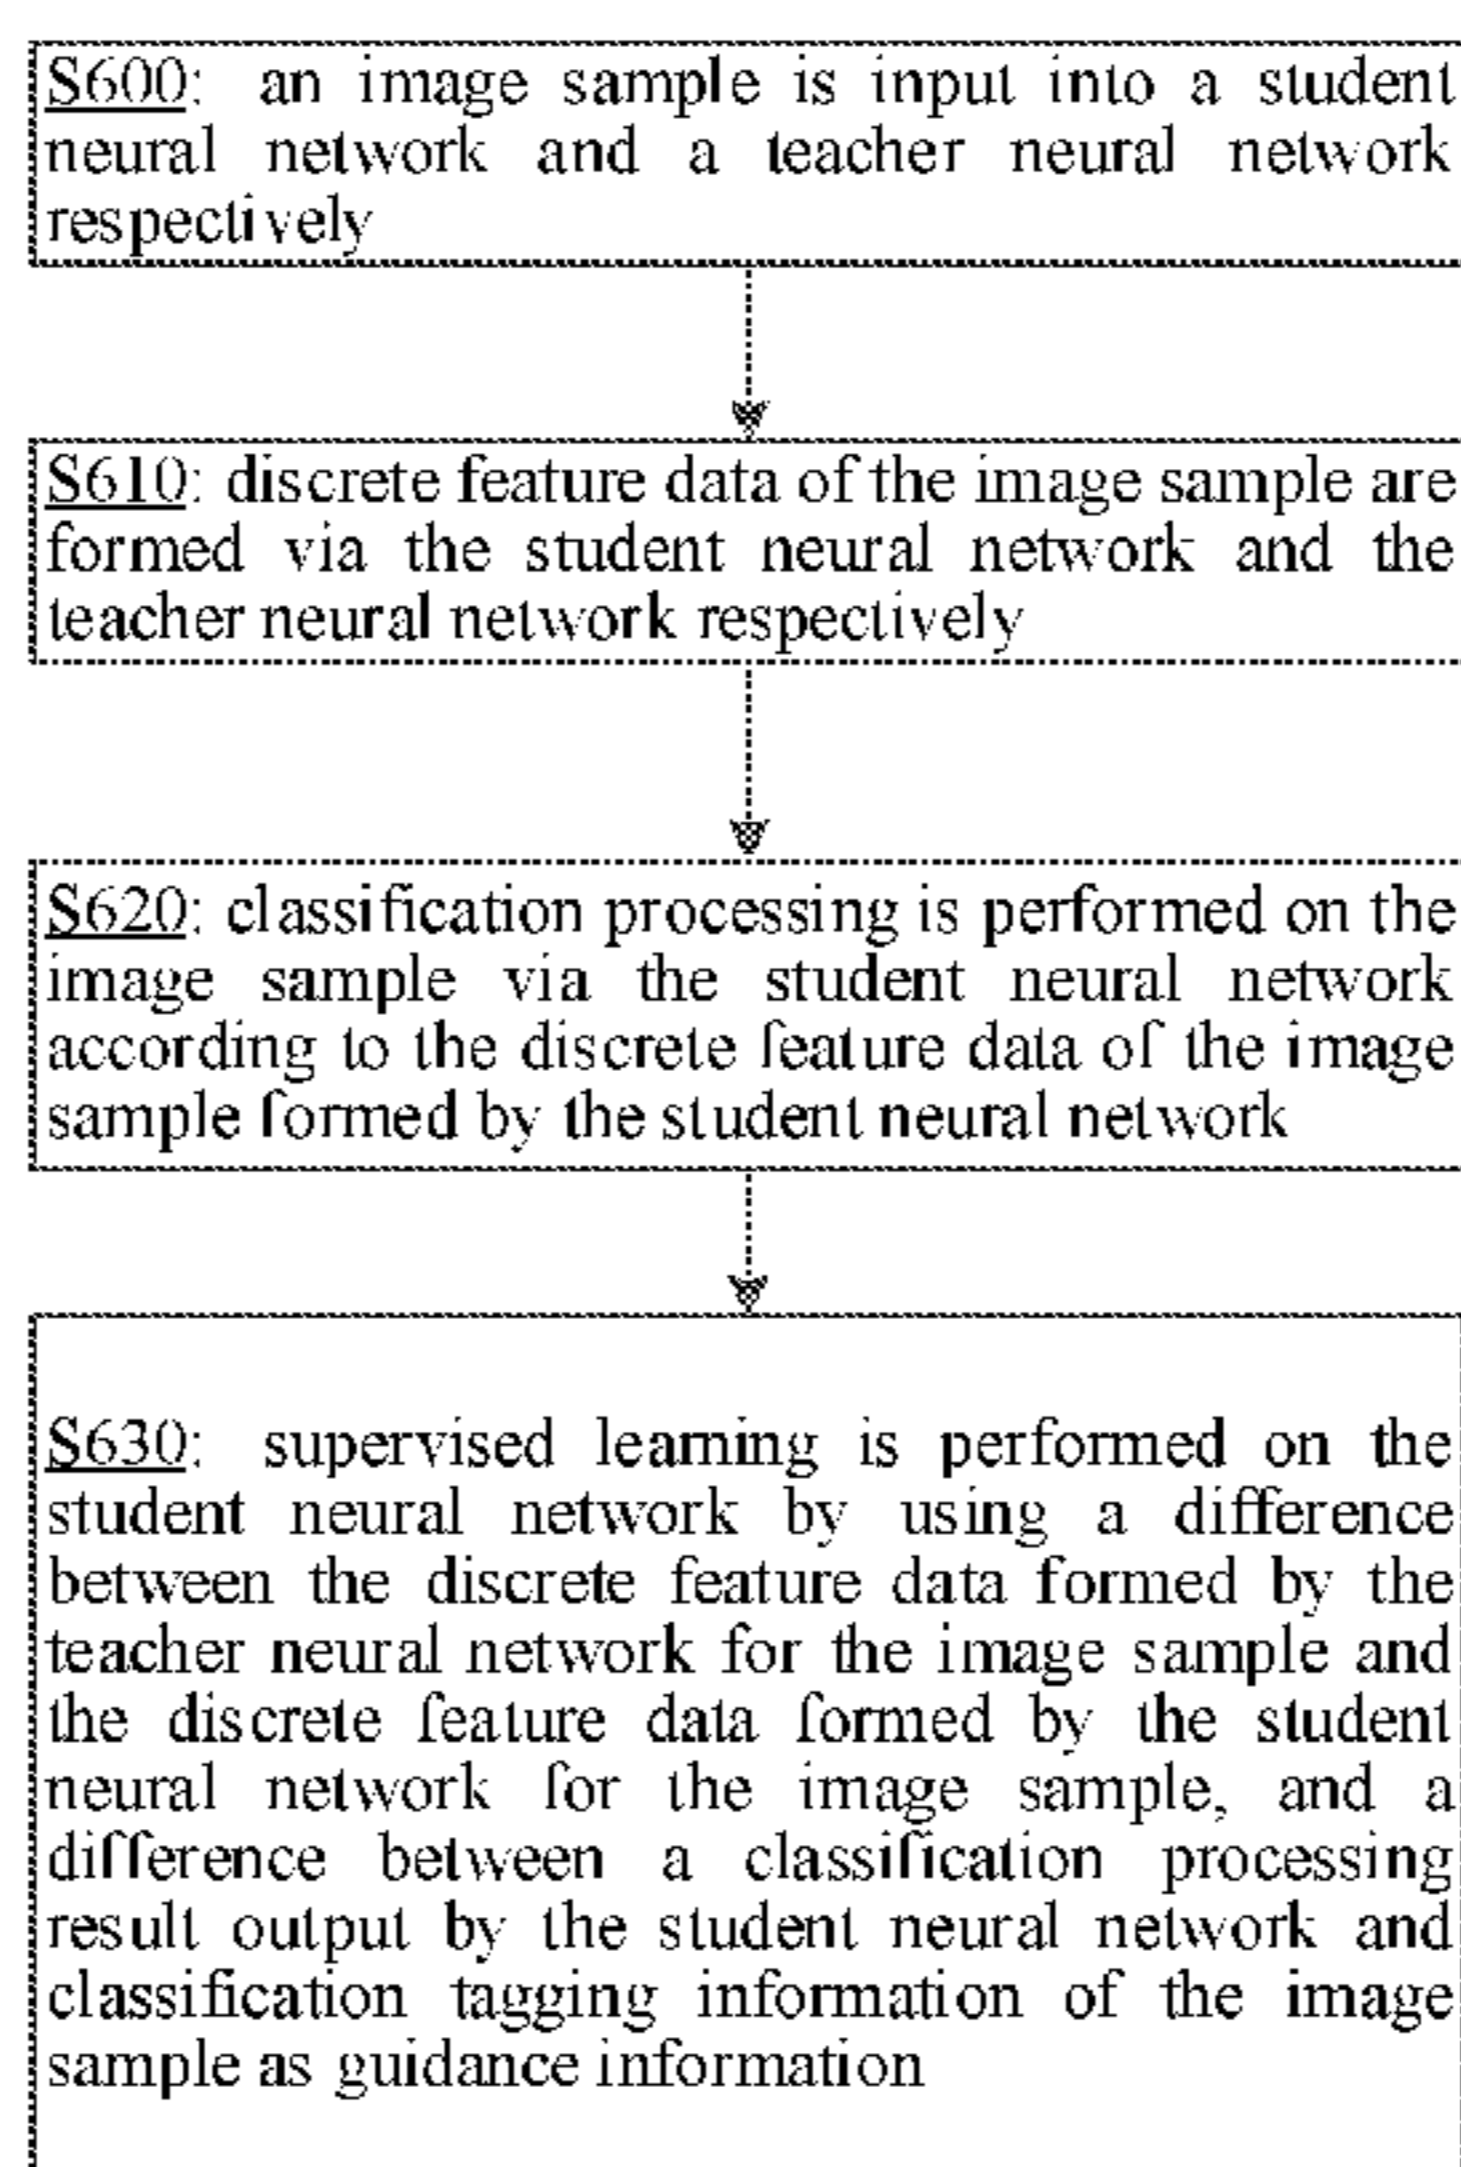 S600: an image sample is input into a student
neural network and a teacher neural network
respectively
S610: discrete feature data of the image sample are
formed via the student neural network and the
teacher neural network respectively
S620: classification processing is performed on the
image sample via the student neural network
according to the discrete feature data of the image
sample formed by the student neural network
S630: supervised learning is performed on the
student neural network by using a difference
between the discrete feature data formed by the
teacher neural network for the image sample and
the discrete feature data formed by the student
neural network for the image sample, and a
difference between a classification processing
result output by the student neural network and
classification tagging information of the image
sample as guidance information